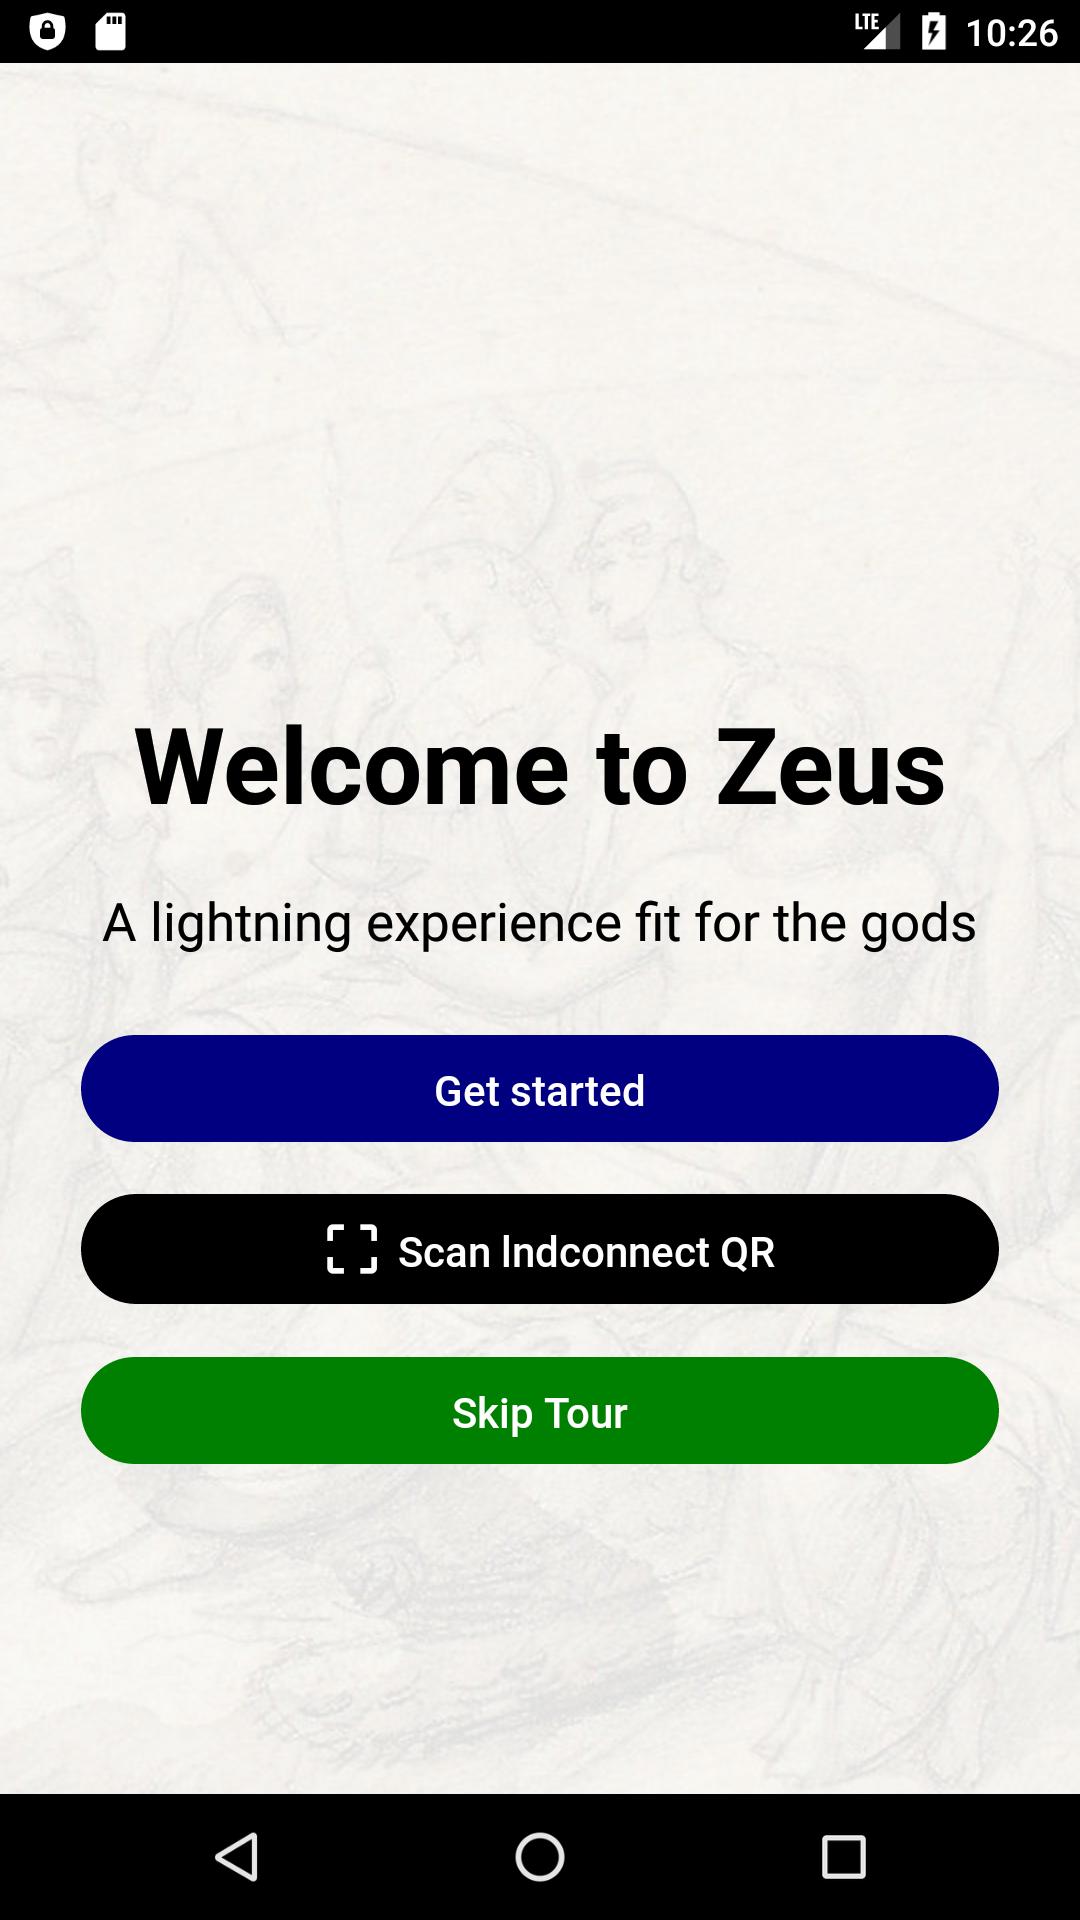 LTE 10:26
Welcome to Zeus
A lightning experience fit for the gods
Get started
Scan lndconnect QR
Skip Tour